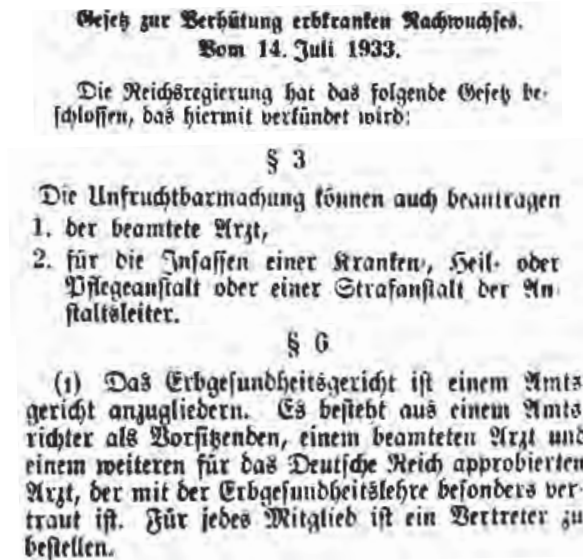 Gesetz zur Verhütung erbkranken Nachwuchses.
Vom 14. Juli 1933.
Die Reichsregierung hat das folgende Gesetz be-
schlossen, das hiermit verkündet wird:
§ 3
Die Unfruchtbarmachung können auch beantragen
1. der beamtete Arzt,
2. für die Insassen einer Kranken-, Heil- oder
Pflegeanstalt oder einer Strafanstalt der An-
staltsleiter.
§ 6
(1) Das Erbgesundheitsgericht ist einem Amts-
gericht anzugliedern. Es besteht aus einem Amts-
richter als Vorsitzenden, einem beamteten Arzt und
einem weiteren für das Deutsche Reich approbierten
Arzt, der mit der Erbgesundheitslehre besonders ver-
traut ist. Für jedes Mitglied ist ein Vertreter zu
bestellen.